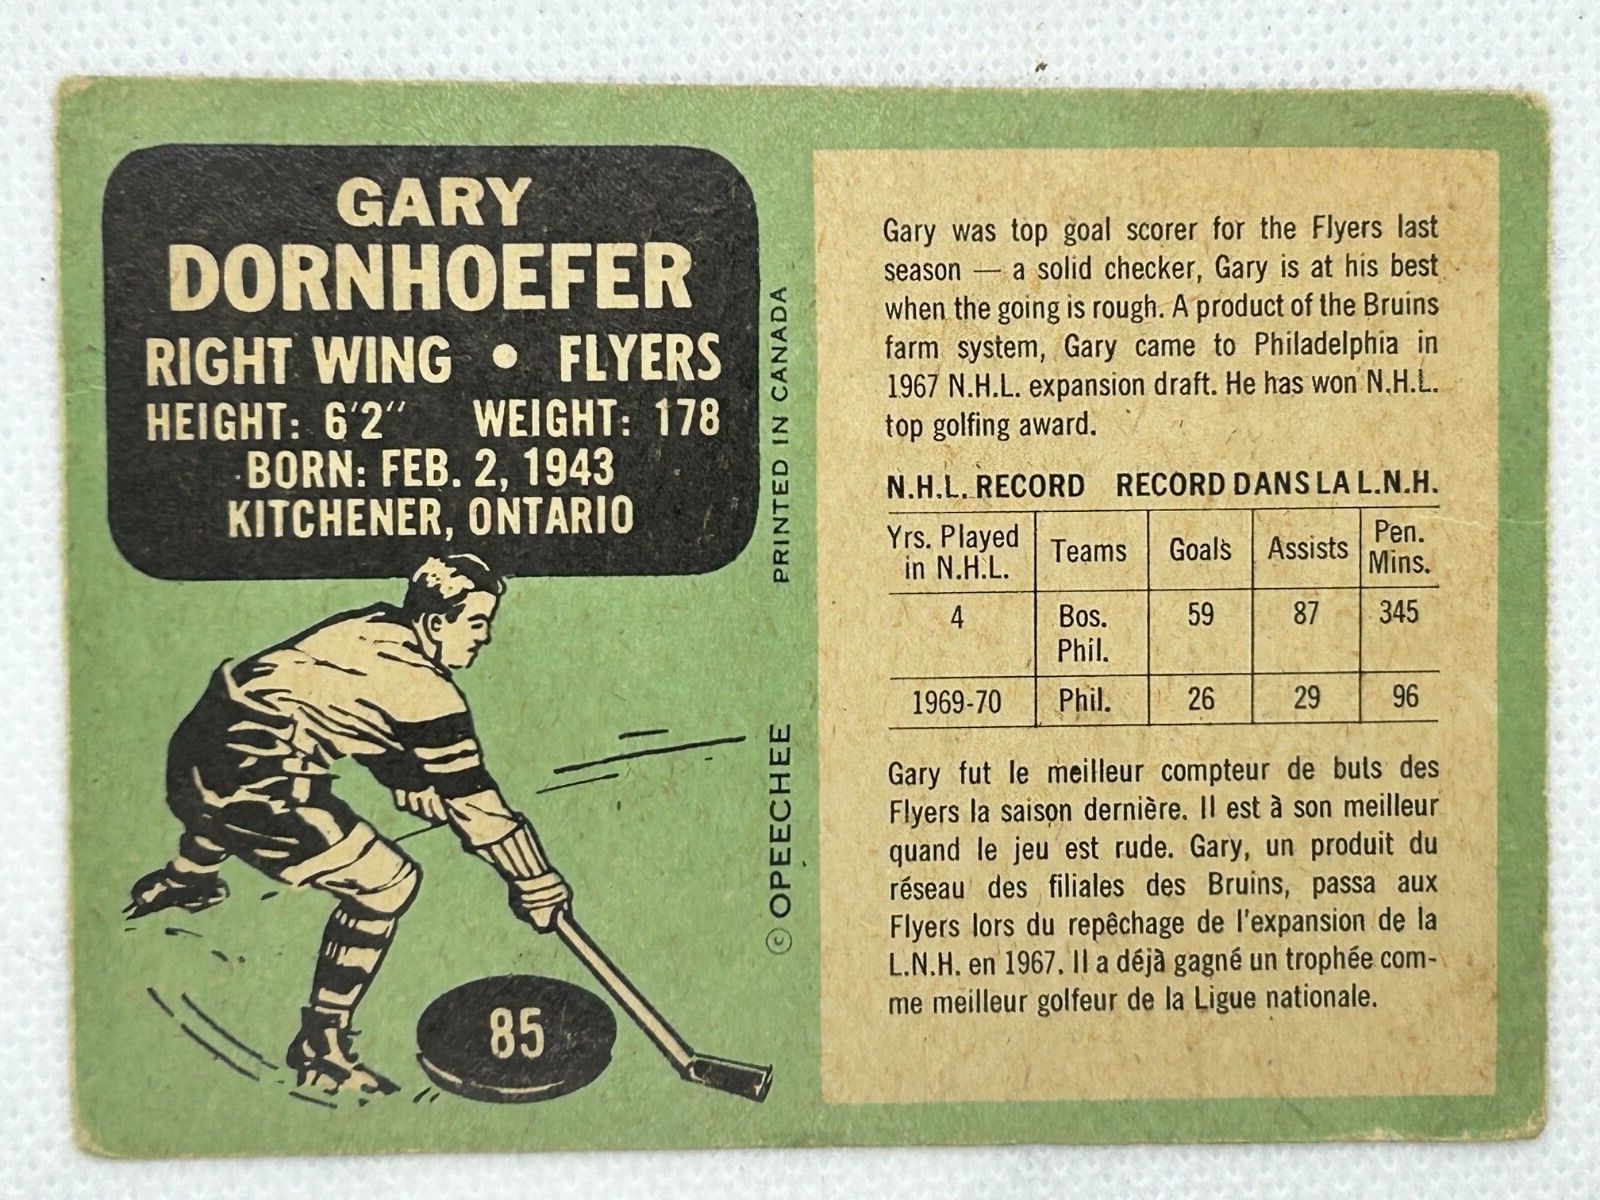 GARY
DORNHOEFER
RIGHT WING • FLYERS
HEIGHT: 6'2" WEIGHT: 178
BORN: FEB. 2, 1943
KITCHENER, ONTARIO
85
PRINTED IN CANADA
© OPEECHEE
Gary was top goal scorer for the Flyers last
season — a solid checker, Gary is at his best
when the going is rough. A product of the Bruins
farm system, Gary came to Philadelphia in
1967 N.H.L. expansion draft. He has won N.H.L.
top golfing award.
N.H.L. RECORD RECORD DANS LA L.N.H.
Yrs. Played in N.H.L. Teams Goals Assists Pen. Mins.
4 Bos. Phil. 59 87 345
1969-70 Phil. 26 29 96
Gary fut le meilleur compteur de buts des
Flyers la saison dernière. Il est à son meilleur
quand le jeu est rude. Gary, un produit du
réseau des filiales des Bruins, passa aux
Flyers lors du repêchage de l'expansion de la
L.N.H. en 1967. Il a déjà gagné un trophée com-
me meilleur golfeur de la Ligue nationale.